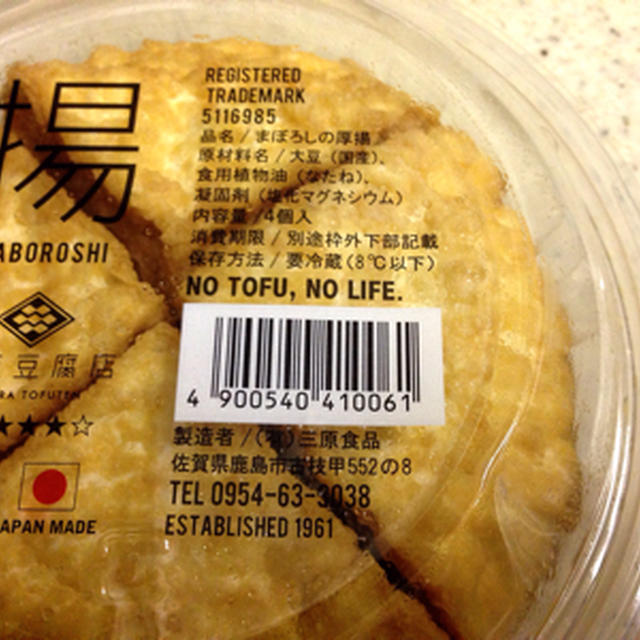 揚
ABOROSHI
豆腐店
RA TOFUTEN
★★★☆
APAN MADE
REGISTERED
TRADEMARK
5116985
品名/まぼろしの厚揚
原材料名/大豆(国産)、
食用植物油(なたね)、
凝固剤(塩化マグネシウム)
内容量/4個入
消費期限/別途枠外下部記載
保存方法/要冷蔵(8℃以下)
NO TOFU, NO LIFE.
4 900540 410061
製造者/(有)三原食品
佐賀県鹿島市古枝甲552の8
TEL 0954-63-3038
ESTABLISHED 1961